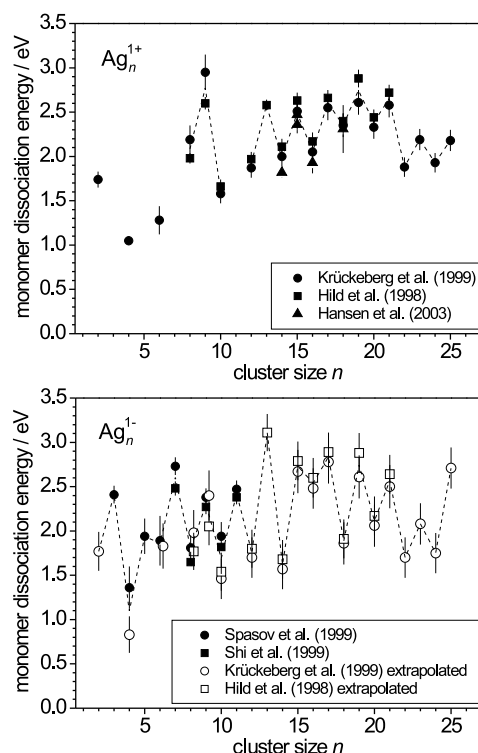 Ag_n^1+
monomer dissociation energy / eV
3.5
3.0
2.5
2.0
1.5
1.0
0.5
0.0
Krückeberg et al. (1999)
Hild et al. (1998)
Hansen et al. (2003)
5 10 15 20 25
cluster size n
Ag_n^1-
monomer dissociation energy / eV
3.5
3.0
2.5
2.0
1.5
1.0
0.5
0.0
Spasov et al. (1999)
Shi et al. (1999)
Krückeberg et al. (1999) extrapolated
Hild et al. (1998) extrapolated
5 10 15 20 25
cluster size n